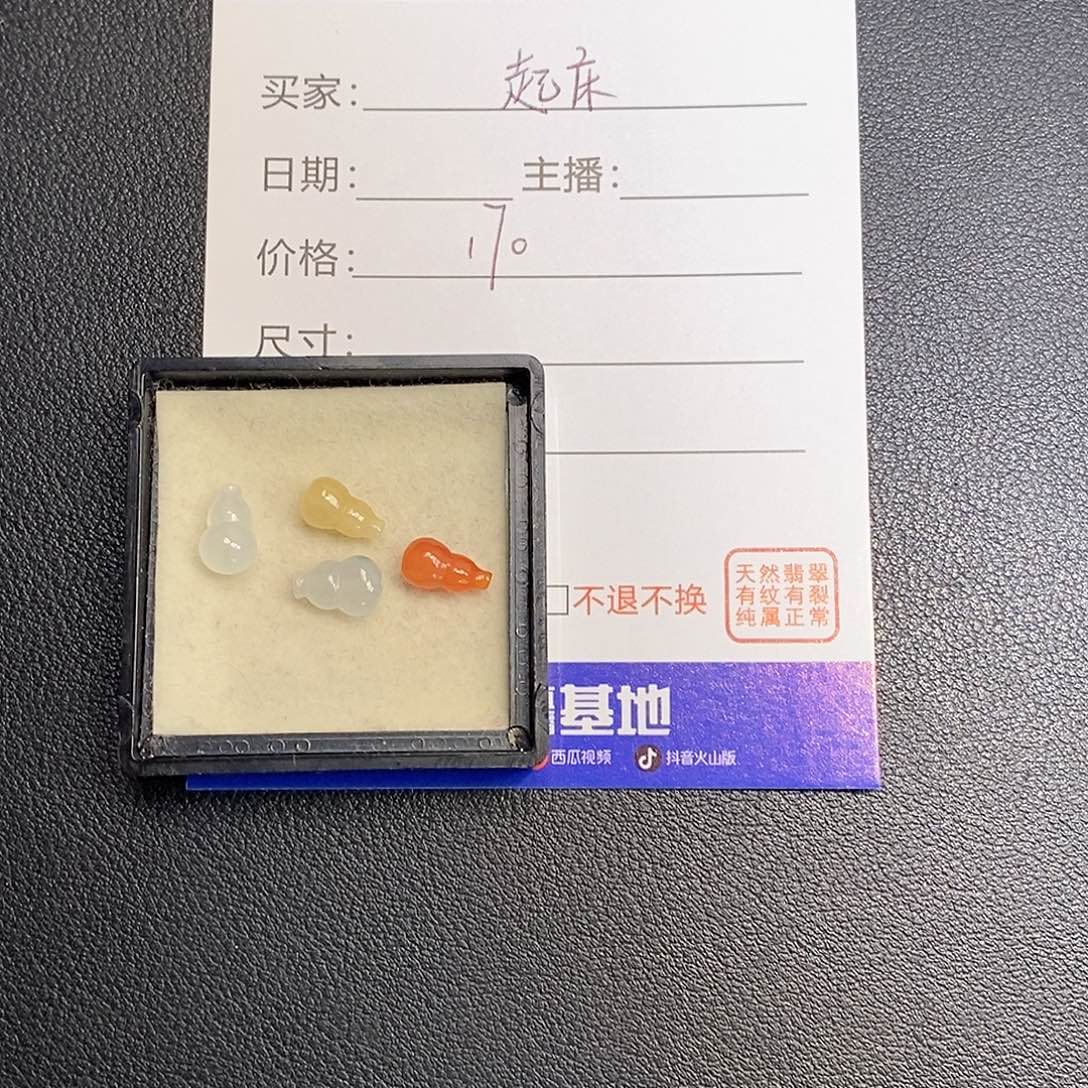 买家：起床
日期： 主播：
价格：170
尺寸：
□不退不换
天然翡翠
有纹有裂
纯属正常
基地
西瓜视频 抖音火山版